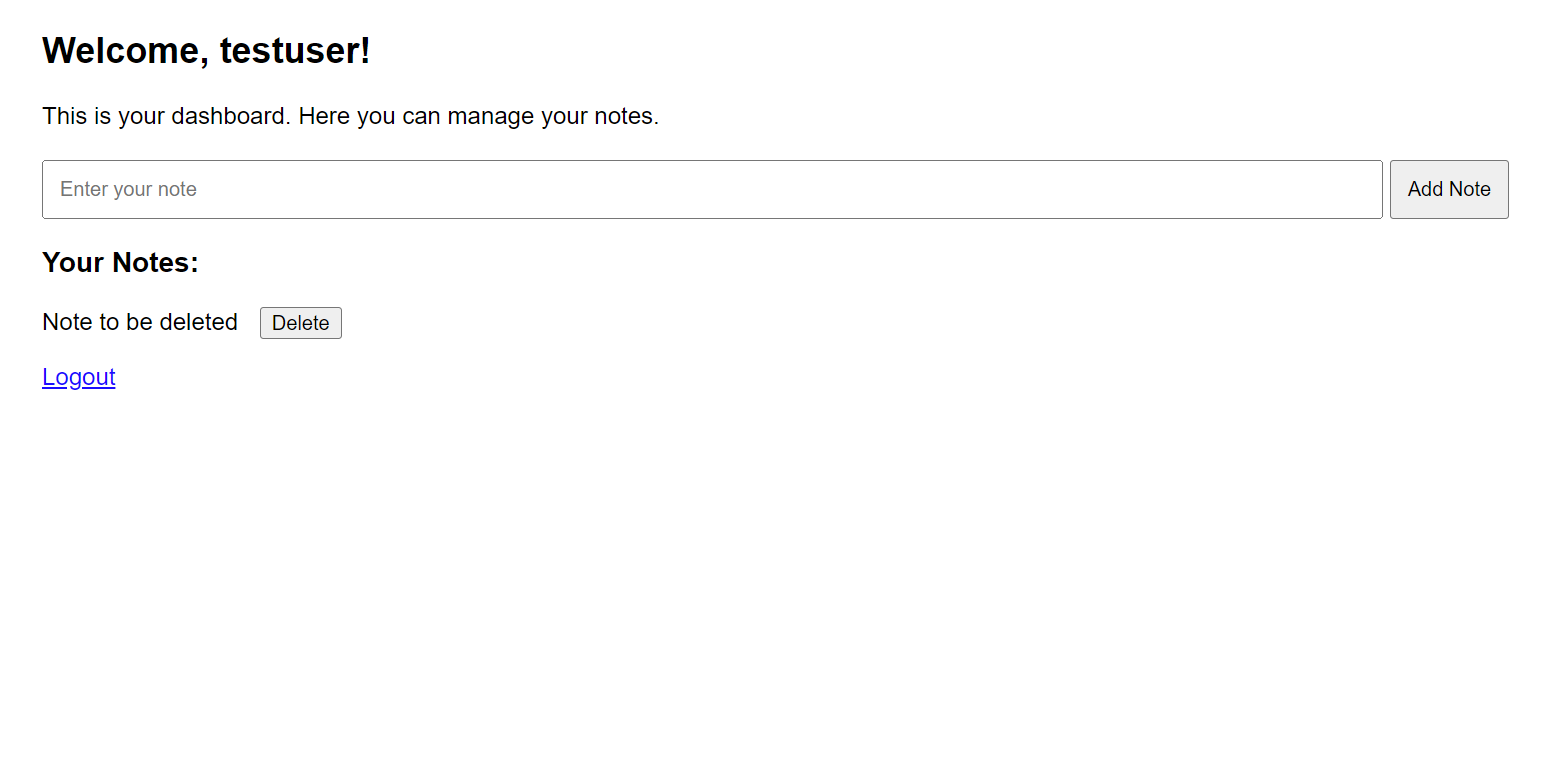 Welcome, testuser!
This is your dashboard. Here you can manage your notes.
Enter your note Add Note
Your Notes:
Note to be deleted Delete
Logout